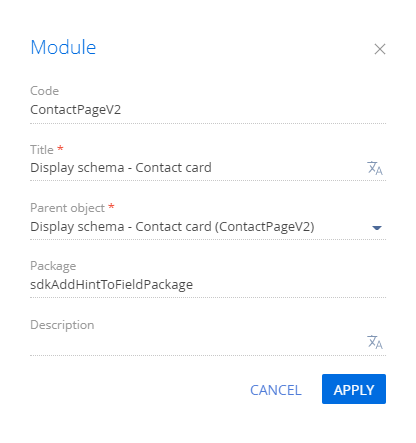 Module
Code
ContactPageV2
Title *
Display schema - Contact card
Parent object *
Display schema - Contact card (ContactPageV2)
Package
sdkAddHintToFieldPackage
Description
CANCEL APPLY